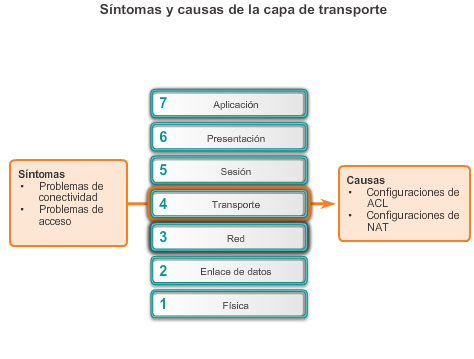 Síntomas y causas de la capa de transporte
7 Aplicación
6 Presentación
5 Sesión
Síntomas
• Problemas de
conectividad
• Problemas de
acceso
4 Transporte
Causas
• Configuraciones de
ACL
• Configuraciones de
NAT
3 Red
2 Enlace de datos
1 Física